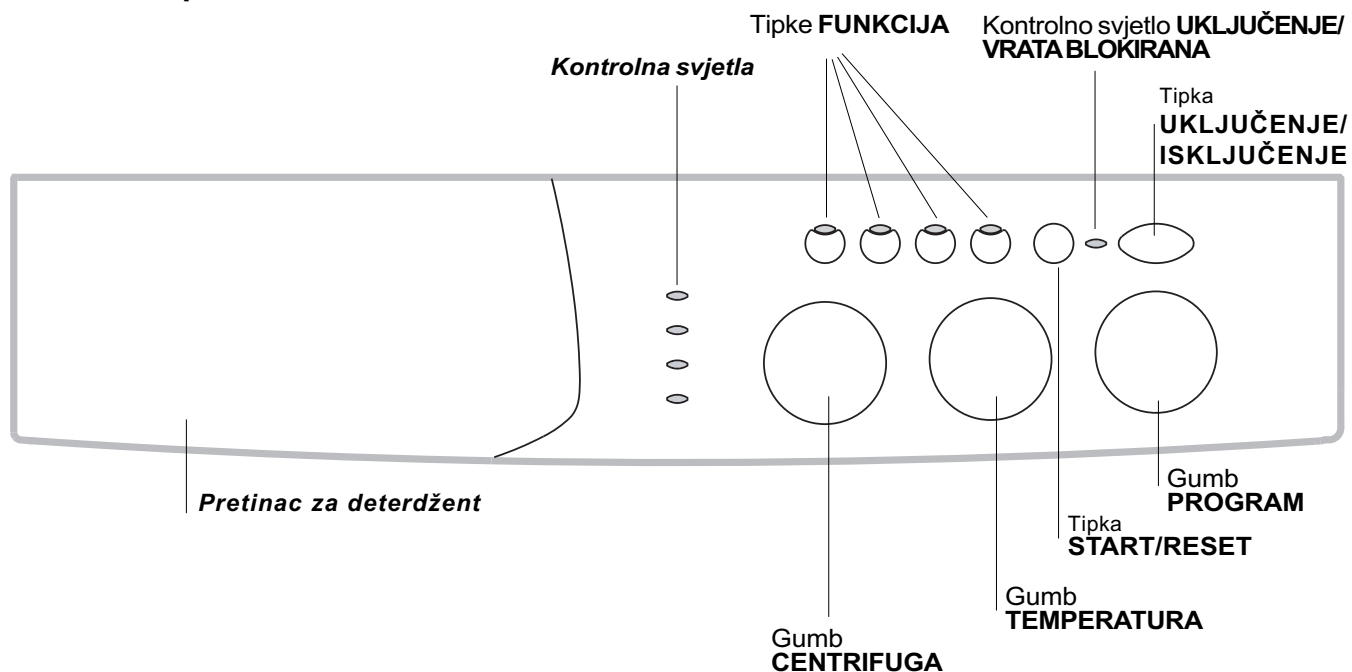 Tipke FUNKCIJA
Kontrolno svjetlo UKLJUČENJE/
VRATA BLOKIRANA
Kontrolna svjetla
Tipka
UKLJUČENJE/
ISKLJUČENJE
Pretinac za deterdžent
Gumb
PROGRAM
Tipka
START/RESET
Gumb
TEMPERATURA
Gumb
CENTRIFUGA